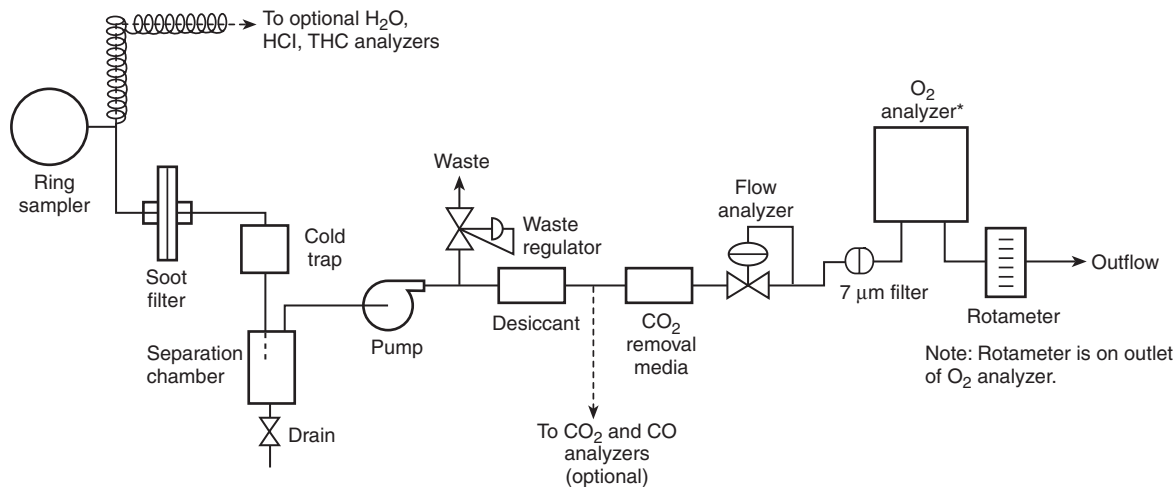 To optional H₂O,
HCl, THC analyzers
Ring
sampler
Soot
filter
Cold
trap
Separation
chamber
Drain
Pump
Waste
Waste
regulator
Desiccant
To CO₂ and CO
analyzers
(optional)
CO₂
removal
media
Flow
analyzer
7 μm filter
O₂
analyzer*
Rotameter
Outflow
Note: Rotameter is on outlet
of O₂ analyzer.